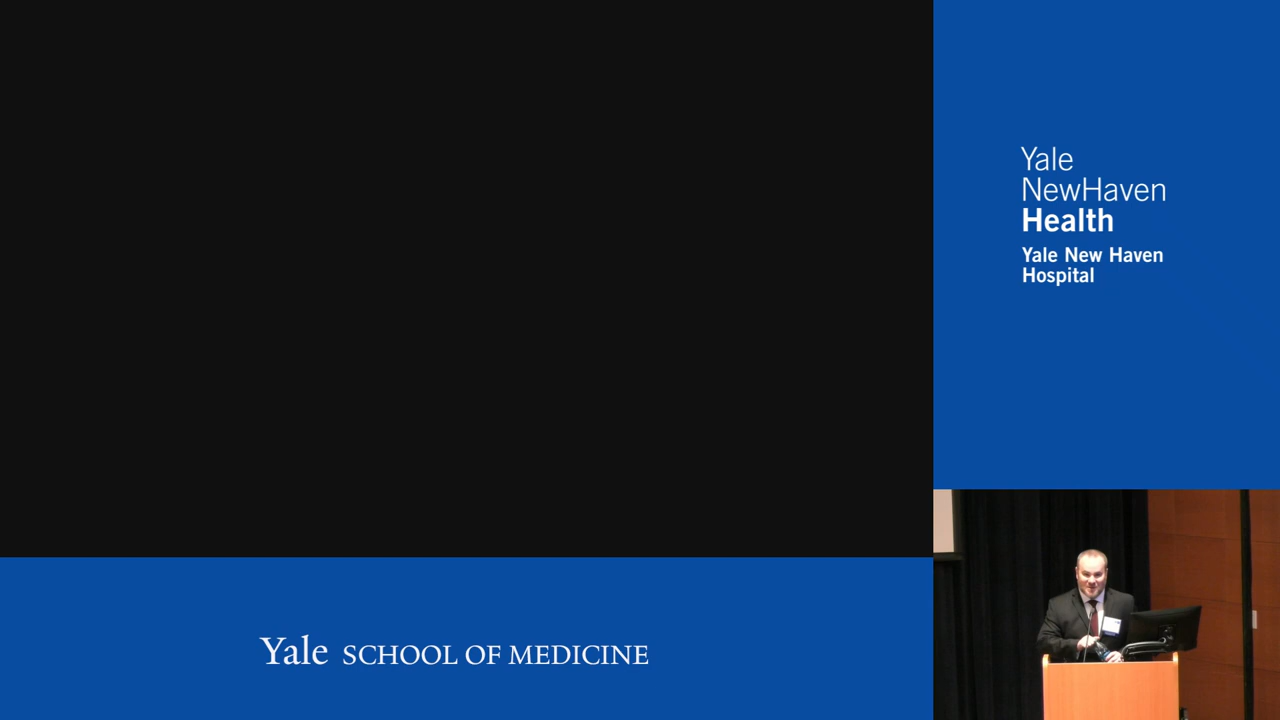 Yale
NewHaven
Health
Yale New Haven
Hospital
Yale SCHOOL OF MEDICINE